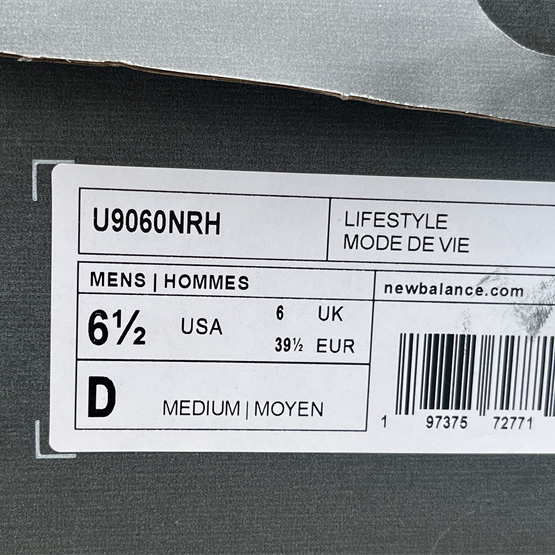 U9060NRH
LIFESTYLE
MODE DE VIE
MENS | HOMMES
newbalance.com
6½ USA
6 UK
39½ EUR
D MEDIUM | MOYEN
1 97375 72771